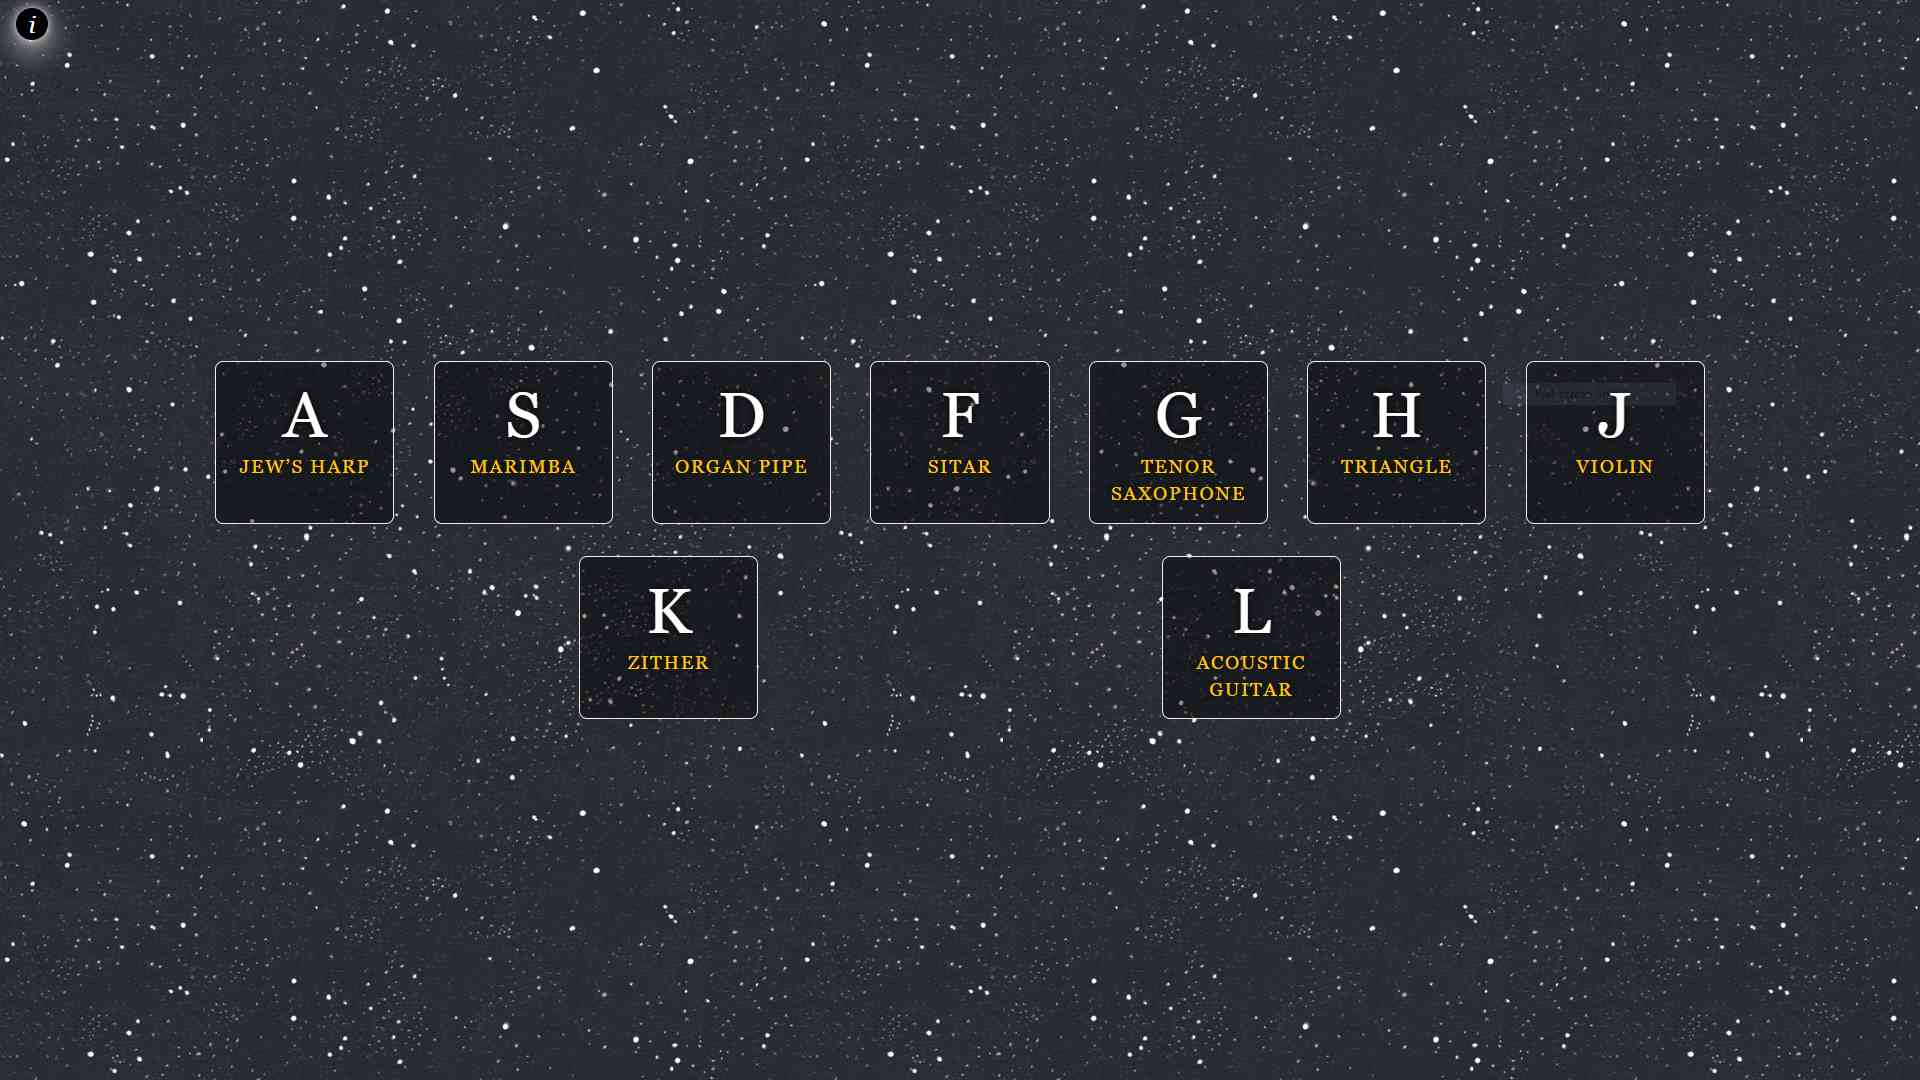 i
A
JEW’S HARP
S
MARIMBA
D
ORGAN PIPE
F
SITAR
G
TENOR
SAXOPHONE
H
TRIANGLE
J
VIOLIN
K
ZITHER
L
ACOUSTIC
GUITAR